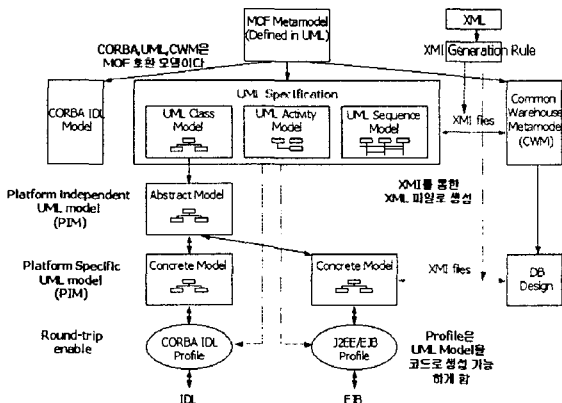 MOF Metamodel
(Defined in UML)
XML
CORBA,UML,CWM은
MOF 호환 모델이다
XMI Generation Rule
UML Specification
CORBA IDL
Model
UML Class
Model
UML Activity
Model
UML Sequence
Model
XMI files
Common
Warehouse
Metamodel
(CWM)
Platform Independent
UML model
(PIM)
Abstract Model
XMI를 통한
XML 파일로 생성
Platform Specific
UML model
(PIM)
Concrete Model
Concrete Model
XMI files
DB
Design
Round-trip
enable
CORBA IDL
Profile
J2EE/EJB
Profile
Profile은
UML Model을
코드로 생성 가능
하게 함
IDL
EJB